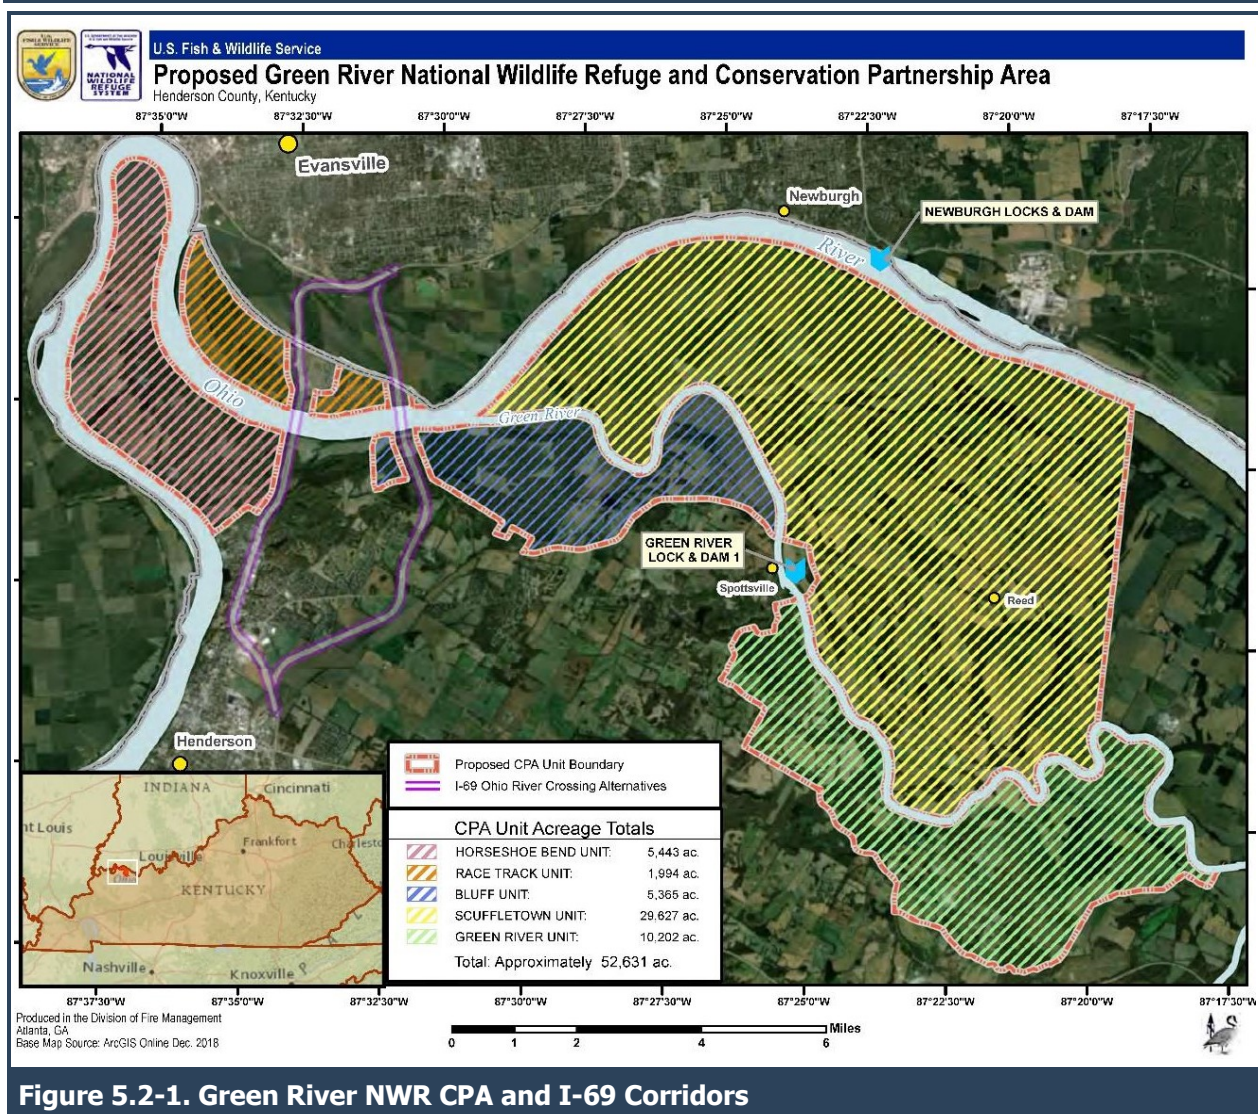 U.S.
FISH & WILDLIFE
SERVICE
NATIONAL
WILDLIFE
REFUGE
SYSTEM
U.S. Fish & Wildlife Service
Proposed Green River National Wildlife Refuge and Conservation Partnership Area
Henderson County, Kentucky
87°35'0"W 87°32'30"W 87°30'0"W 87°27'30"W 87°25'0"W 87°22'30"W 87°20'0"W 87°17'30"W
Evansville
Newburgh
NEWBURGH LOCKS & DAM
River
Ohio
Green River
GREEN RIVER
LOCK & DAM 1
Spottsville
Reed
Henderson
Proposed CPA Unit Boundary
I-69 Ohio River Crossing Alternatives
CPA Unit Acreage Totals
HORSESHOE BEND UNIT: 5,443 ac.
RACE TRACK UNIT: 1,994 ac.
BLUFF UNIT: 5,365 ac.
SCUFFLETOWN UNIT: 29,627 ac.
GREEN RIVER UNIT: 10,202 ac.
Total: Approximately 52,631 ac.
INDIANA
Cincinnati
nt Louis
Frankfort
Charlesto
Louisville
KENTUCKY
Nashville
Knoxville
P
A
L
87°37'30"W 87°35'0"W 87°32'30"W 87°30'0"W 87°27'30"W 87°25'0"W 87°22'30"W 87°20'0"W 87°17'30"W
Produced in the Division of Fire Management
Atlanta, GA
Base Map Source: ArcGIS Online Dec. 2018
Miles
0 1 2 4 6
Figure 5.2-1. Green River NWR CPA and I-69 Corridors